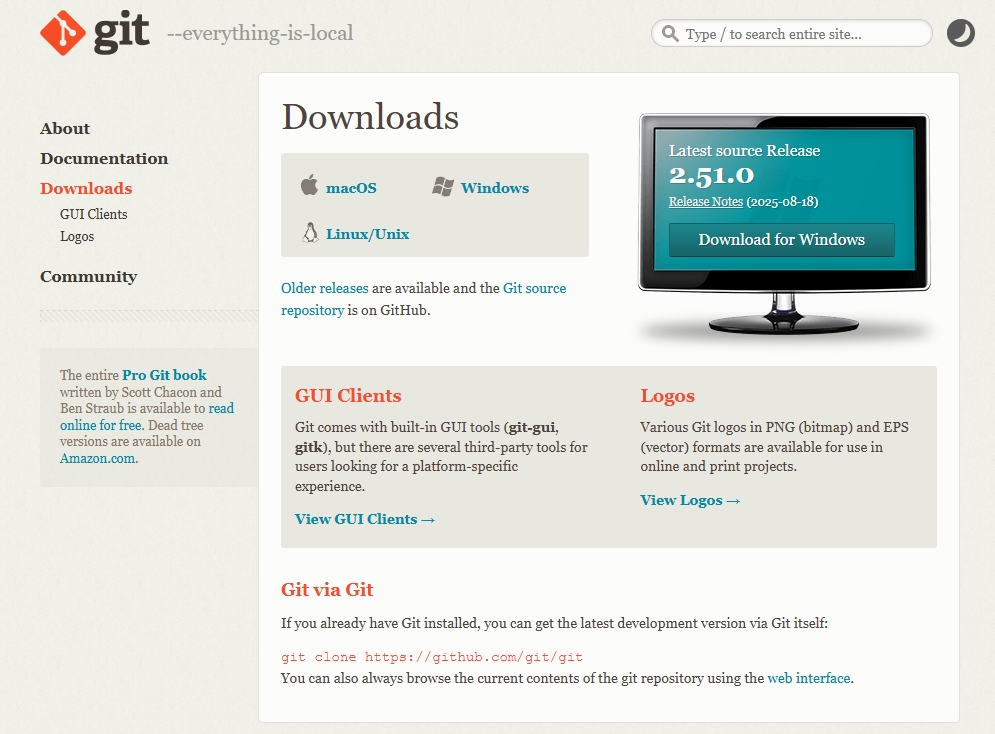 git --everything-is-local
Type / to search entire site...
About
Documentation
Downloads
GUI Clients
Logos
Community
The entire Pro Git book
written by Scott Chacon and
Ben Straub is available to read
online for free. Dead tree
versions are available on
Amazon.com.
Downloads
macOS
Windows
Linux/Unix
Older releases are available and the Git source
repository is on GitHub.
Latest source Release
2.51.0
Release Notes (2025-08-18)
Download for Windows
GUI Clients
Git comes with built-in GUI tools (git-gui,
gitk), but there are several third-party tools for
users looking for a platform-specific
experience.
View GUI Clients →
Logos
Various Git logos in PNG (bitmap) and EPS
(vector) formats are available for use in
online and print projects.
View Logos →
Git via Git
If you already have Git installed, you can get the latest development version via Git itself:
git clone https://github.com/git/git
You can also always browse the current contents of the git repository using the web interface.